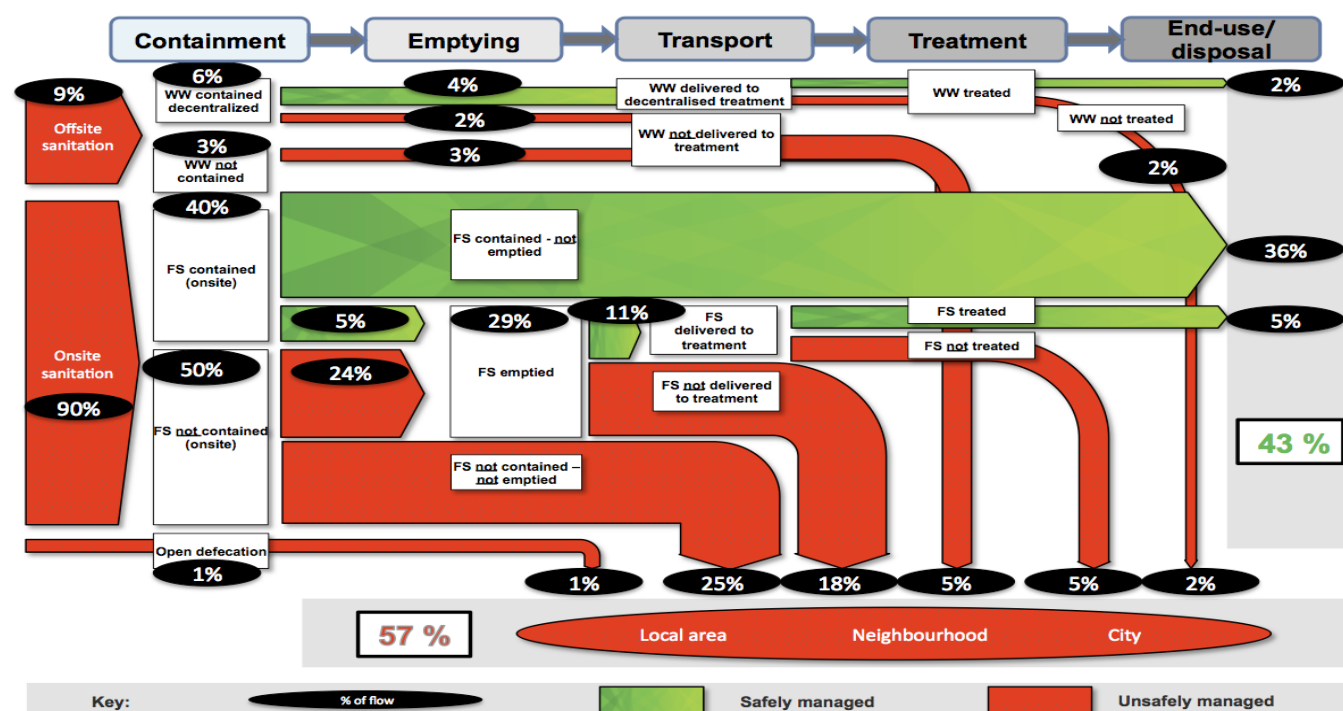 Containment
Emptying
Transport
Treatment
End-use/
disposal
9%
Offsite
sanitation
6%
WW contained
decentralized
4%
WW delivered to
decentralised treatment
WW treated
2%
2%
WW not delivered to
treatment
WW not treated
3%
WW not
contained
3%
2%
40%
FS contained
(onsite)
FS contained - not
emptied
36%
5%
29%
FS emptied
11%
FS
delivered to
treatment
FS treated
5%
FS not treated
Onsite
sanitation
90%
50%
FS not contained
(onsite)
24%
FS not delivered
to treatment
43 %
FS not contained –
not emptied
Open defecation
1%
1%
25%
18%
5%
5%
2%
57 %
Local area
Neighbourhood
City
Key:
% of flow
Safely managed
Unsafely managed